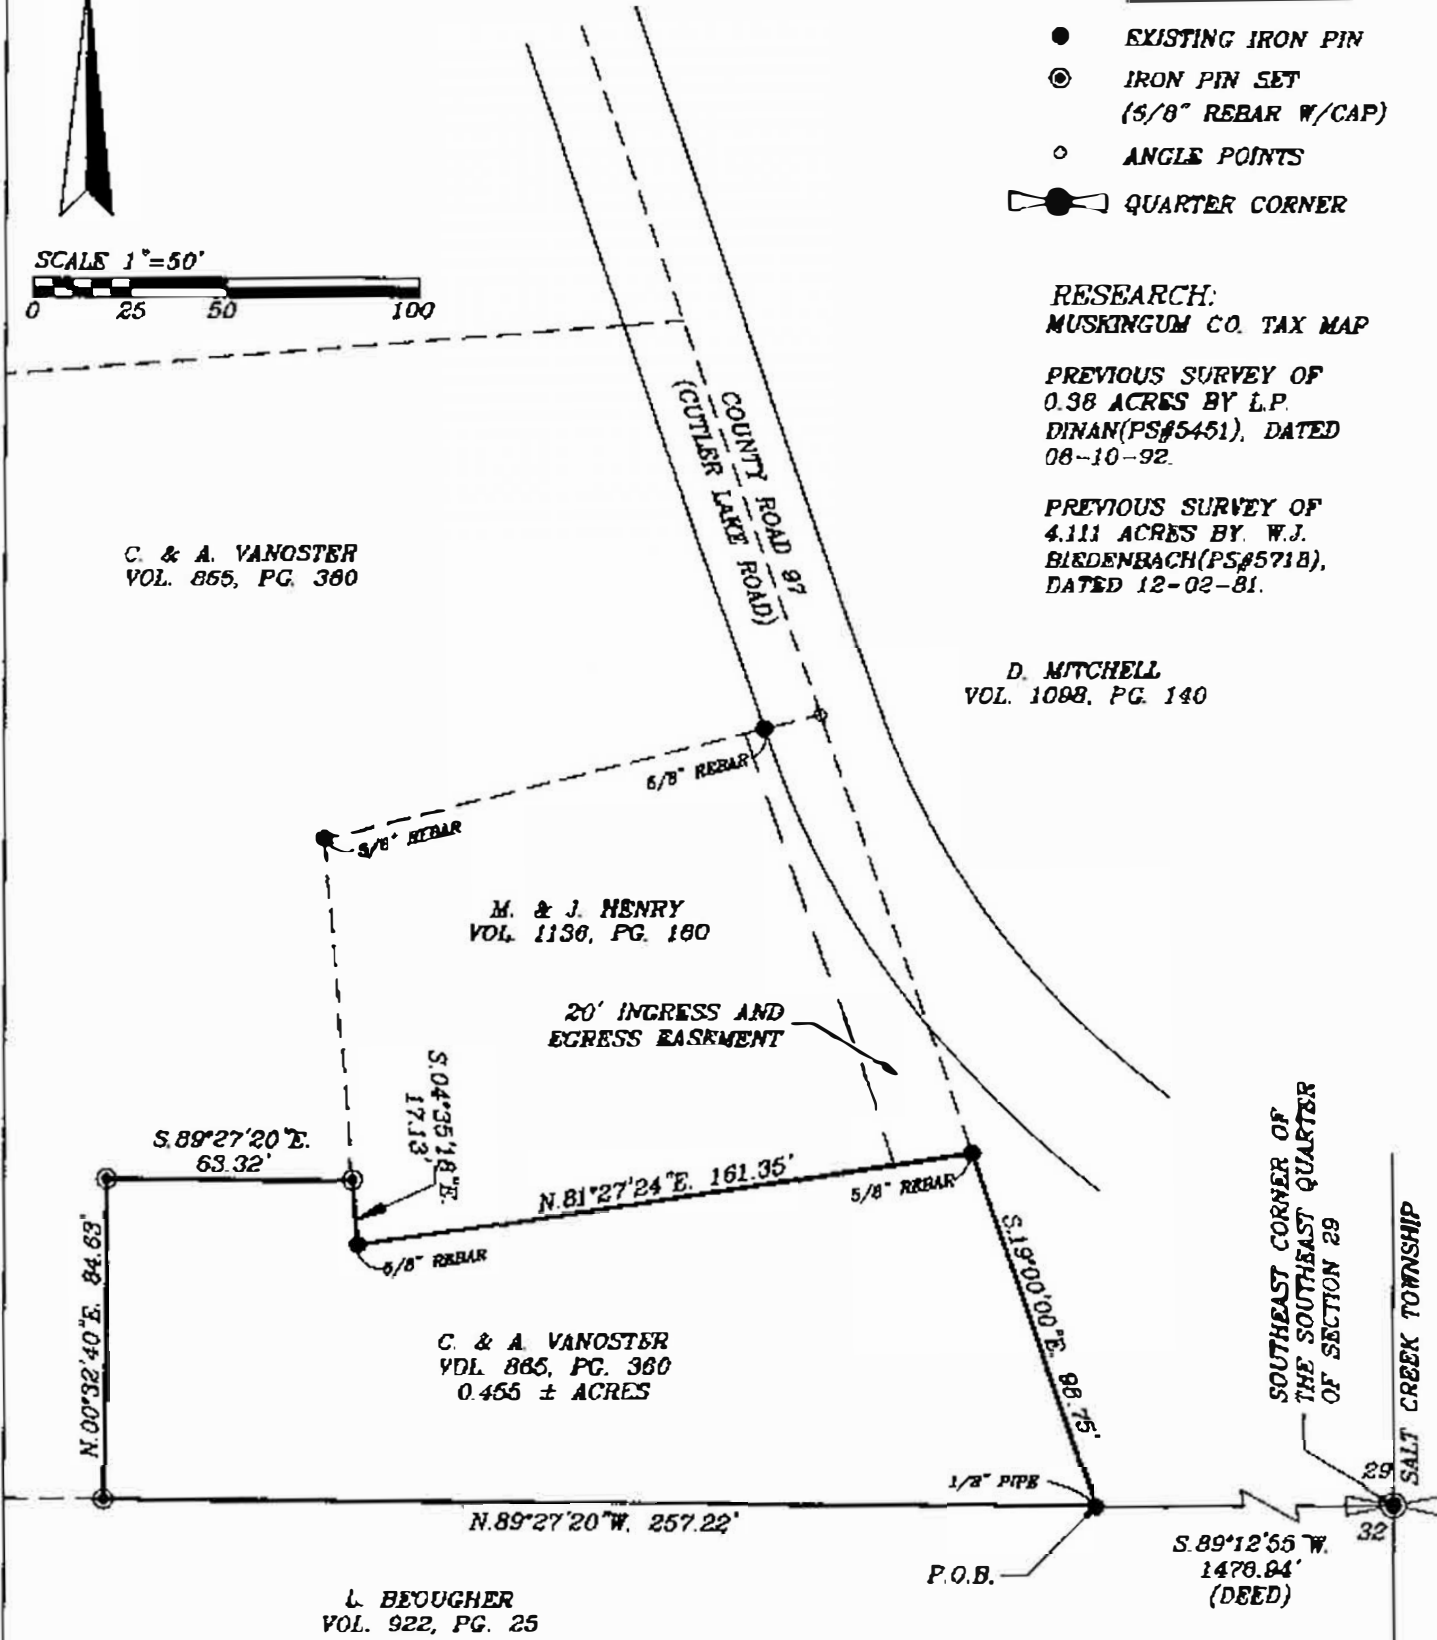 EXISTING IRON PIN
IRON PIN SET
(5/8" REBAR W/CAP)
ANGLE POINTS
QUARTER CORNER
SCALE 1"=50'
0 25 50 100
RESEARCH:
MUSKINGUM CO. TAX MAP
PREVIOUS SURVEY OF
0.38 ACRES BY L.P.
DINAN(PS#5451), DATED
08-10-92.
PREVIOUS SURVEY OF
4.111 ACRES BY. W.J.
BIEDENBACH(PS#5718),
DATED 12-02-81.
COUNTY ROAD 97
(CUTLER LAKE ROAD)
C. & A. VANOSTER
VOL. 865, PG. 360
D. MITCHELL
VOL. 1098, PG. 140
5/8" REBAR
5/8" REBAR
M. & J. HENRY
VOL. 1136, PG. 160
20' INGRESS AND
EGRESS EASEMENT
S.04°35'18"E.
17.13'
S.89°27'20"E.
63.32'
N.81°27'24"E. 161.35'
5/8" REBAR
5/8" REBAR
N.00°32'40"E. 84.63'
S.19°00'00"E. 98.75'
C. & A. VANOSTER
VOL. 865, PG. 360
0.455 ± ACRES
SOUTHEAST CORNER OF
THE SOUTHEAST QUARTER
OF SECTION 29
SALT CREEK TOWNSHIP
29
32
1/8" PIPE
N.89°27'20"W. 257.22'
P.O.B.
S.89°12'55"W.
1478.94'
(DEED)
L. BEOUGHER
VOL. 922, PG. 25